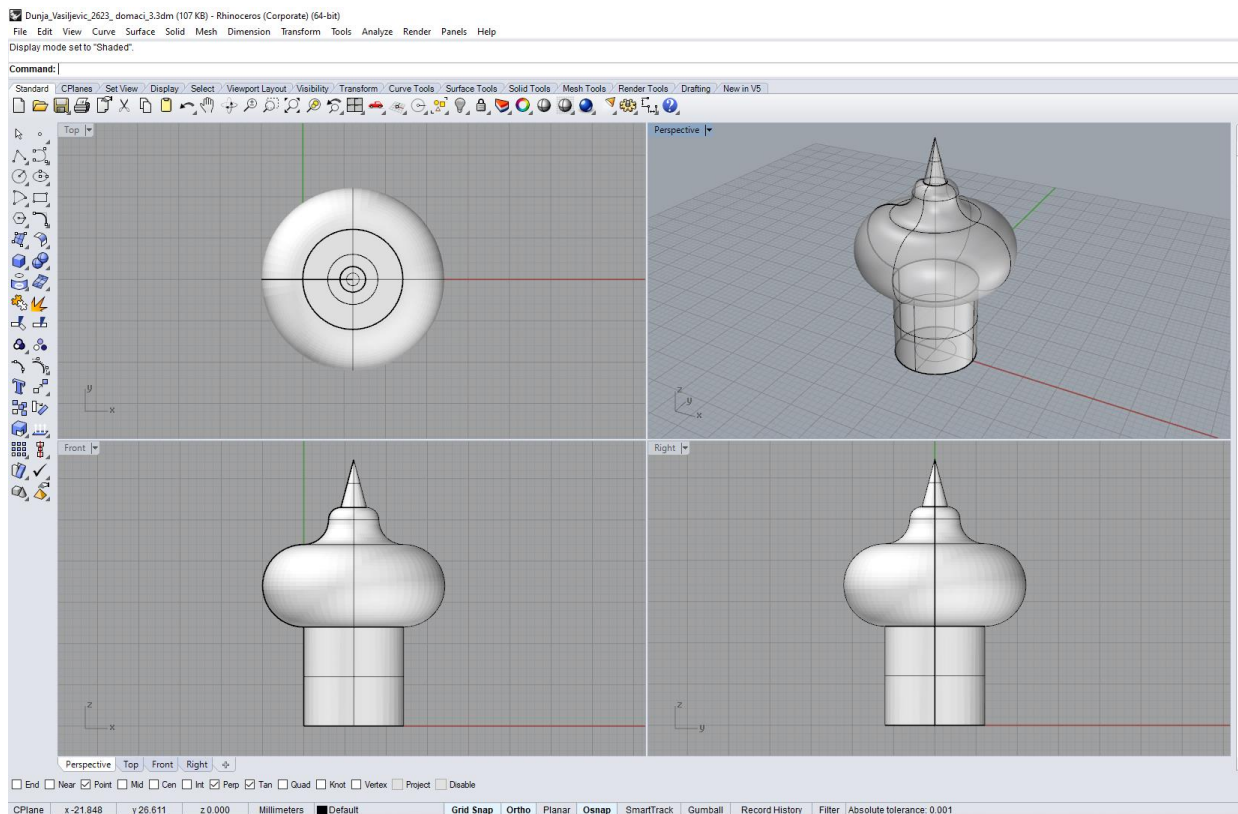 Dunja_Vasiljevic_2623_ domaci_3.3dm (107 KB) - Rhinoceros (Corporate) (64-bit)
File Edit View Curve Surface Solid Mesh Dimension Transform Tools Analyze Render Panels Help
Display mode set to "Shaded".
Command:
Standard CPlanes Set View Display Select Viewport Layout Visibility Transform Curve Tools Surface Tools Solid Tools Mesh Tools Render Tools Drafting New in V5
Top
Perspective
y
x
z
y
x
Front
Right
z
x
z
y
Perspective Top Front Right
End Near Point Mid Cen Int Perp Tan Quad Knot Vertex Project Disable
CPlane x -21.848 y 26.611 z 0.000 Millimeters Default Grid Snap Ortho Planar Osnap SmartTrack Gumball Record History Filter Absolute tolerance: 0.001